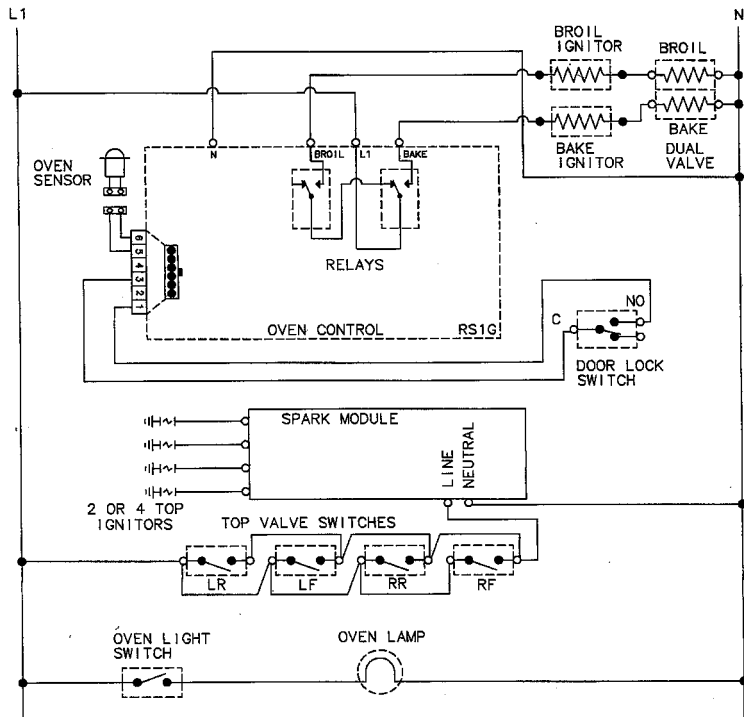 L1
N
BROIL
IGNITOR
BROIL
BAKE
IGNITOR
BAKE
DUAL
VALVE
OVEN
SENSOR
N
BROIL
L1
BAKE
6
5
4
3
2
1
RELAYS
OVEN CONTROL
RS1G
C
NO
DOOR LOCK
SWITCH
SPARK MODULE
LINE
NEUTRAL
2 OR 4 TOP
IGNITORS
TOP VALVE SWITCHES
LR
LF
RR
RF
OVEN LIGHT
SWITCH
OVEN LAMP